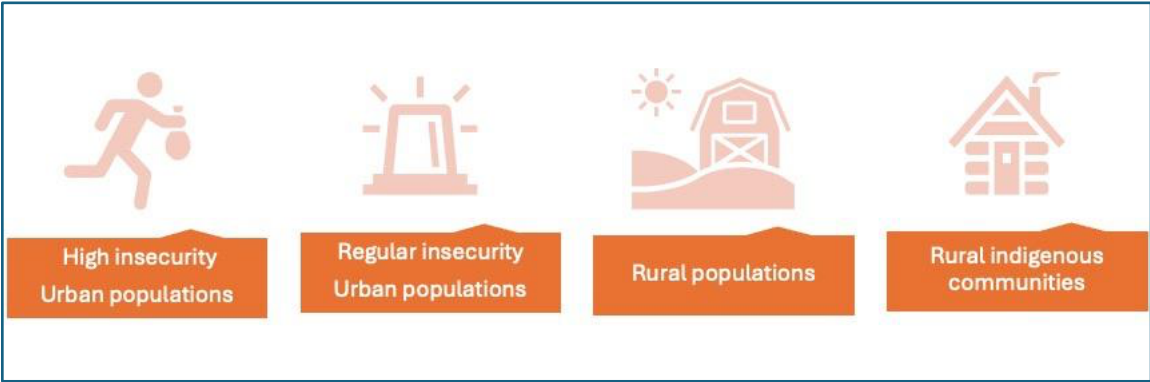 High insecurity
Urban populations
Regular insecurity
Urban populations
Rural populations
Rural indigenous
communities